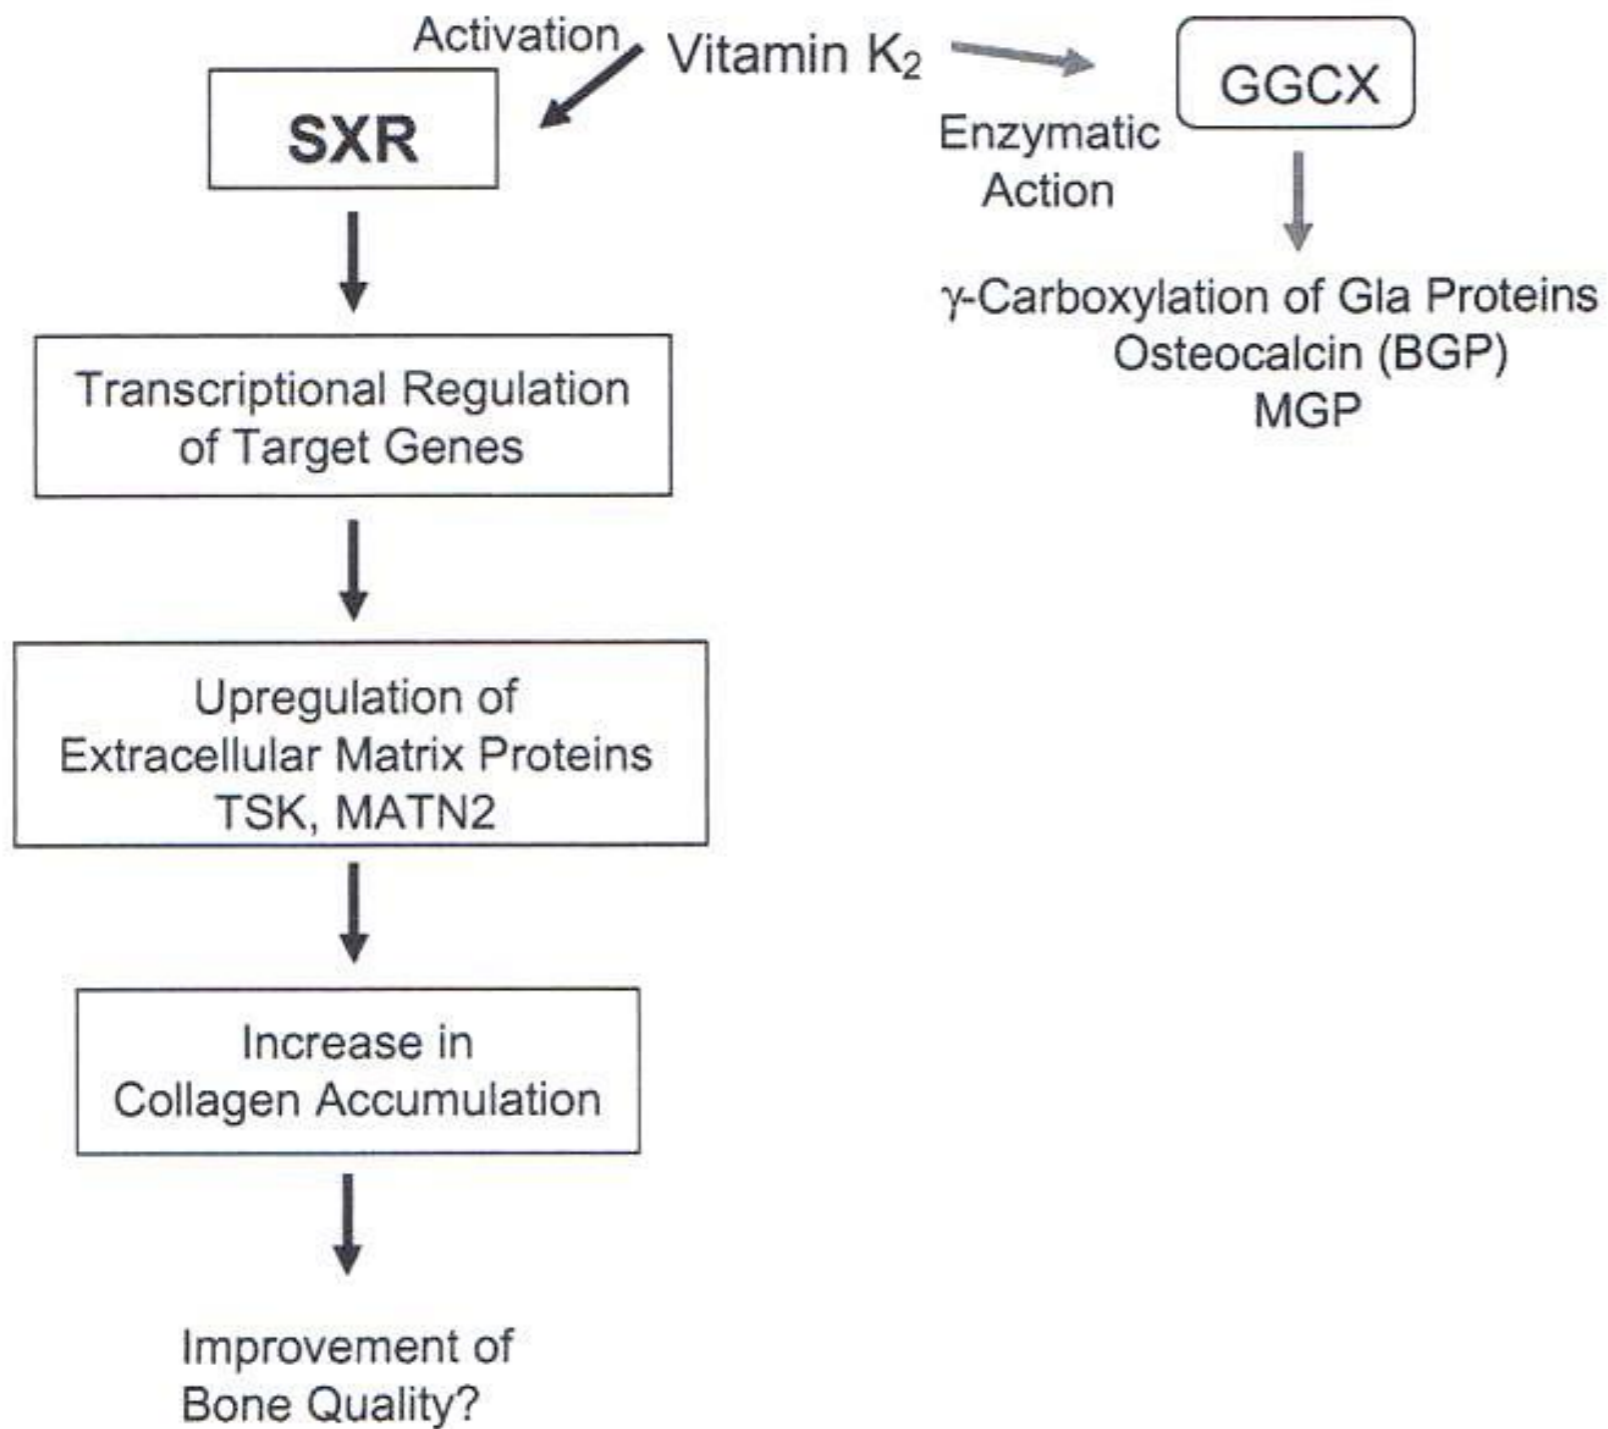 Activation
Vitamin K₂
GGCX
SXR
Enzymatic
Action
γ-Carboxylation of Gla Proteins
Osteocalcin (BGP)
MGP
Transcriptional Regulation
of Target Genes
Upregulation of
Extracellular Matrix Proteins
TSK, MATN2
Increase in
Collagen Accumulation
Improvement of
Bone Quality?